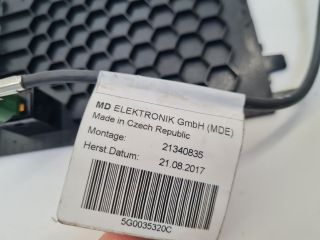 MD ELEKTRONIK GmbH (MDE)
Made in Czech Republic
Montage: 21340835
Herst.Datum: 21.08.2017
5G0035320C